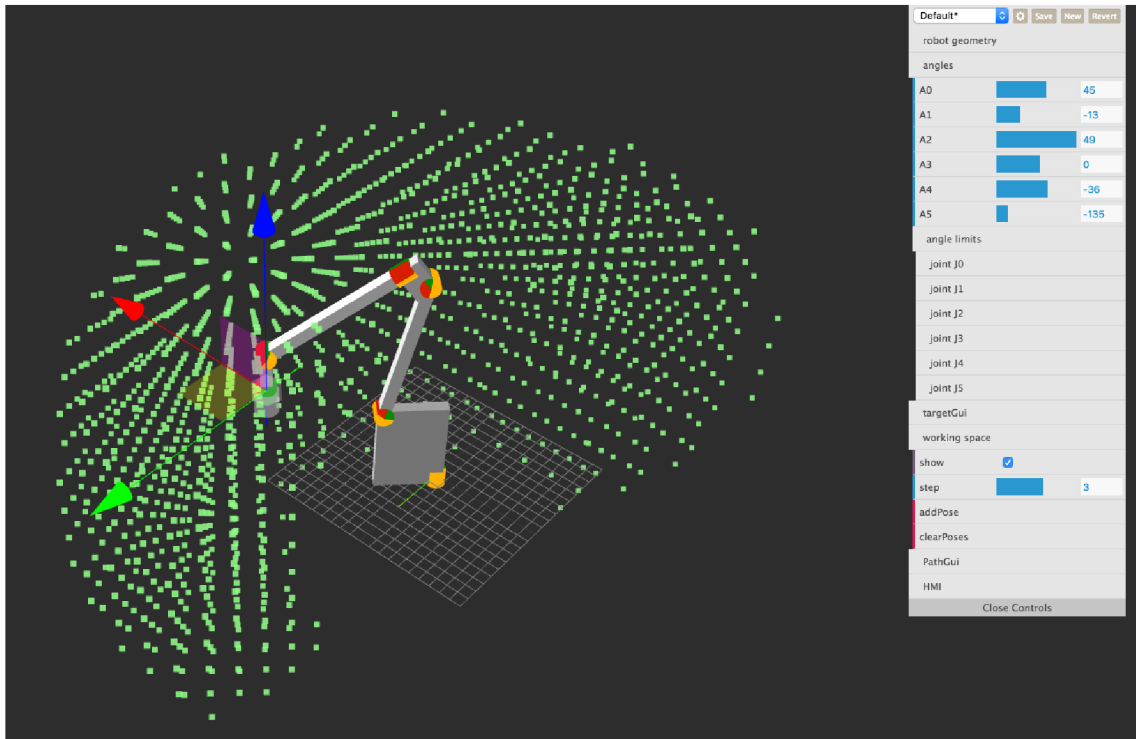 Default* Save New Revert
robot geometry
angles
A0 45
A1 -13
A2 49
A3 0
A4 -36
A5 -135
angle limits
joint J0
joint J1
joint J2
joint J3
joint J4
joint J5
targetGui
working space
show
step 3
addPose
clearPoses
PathGui
HMI
Close Controls